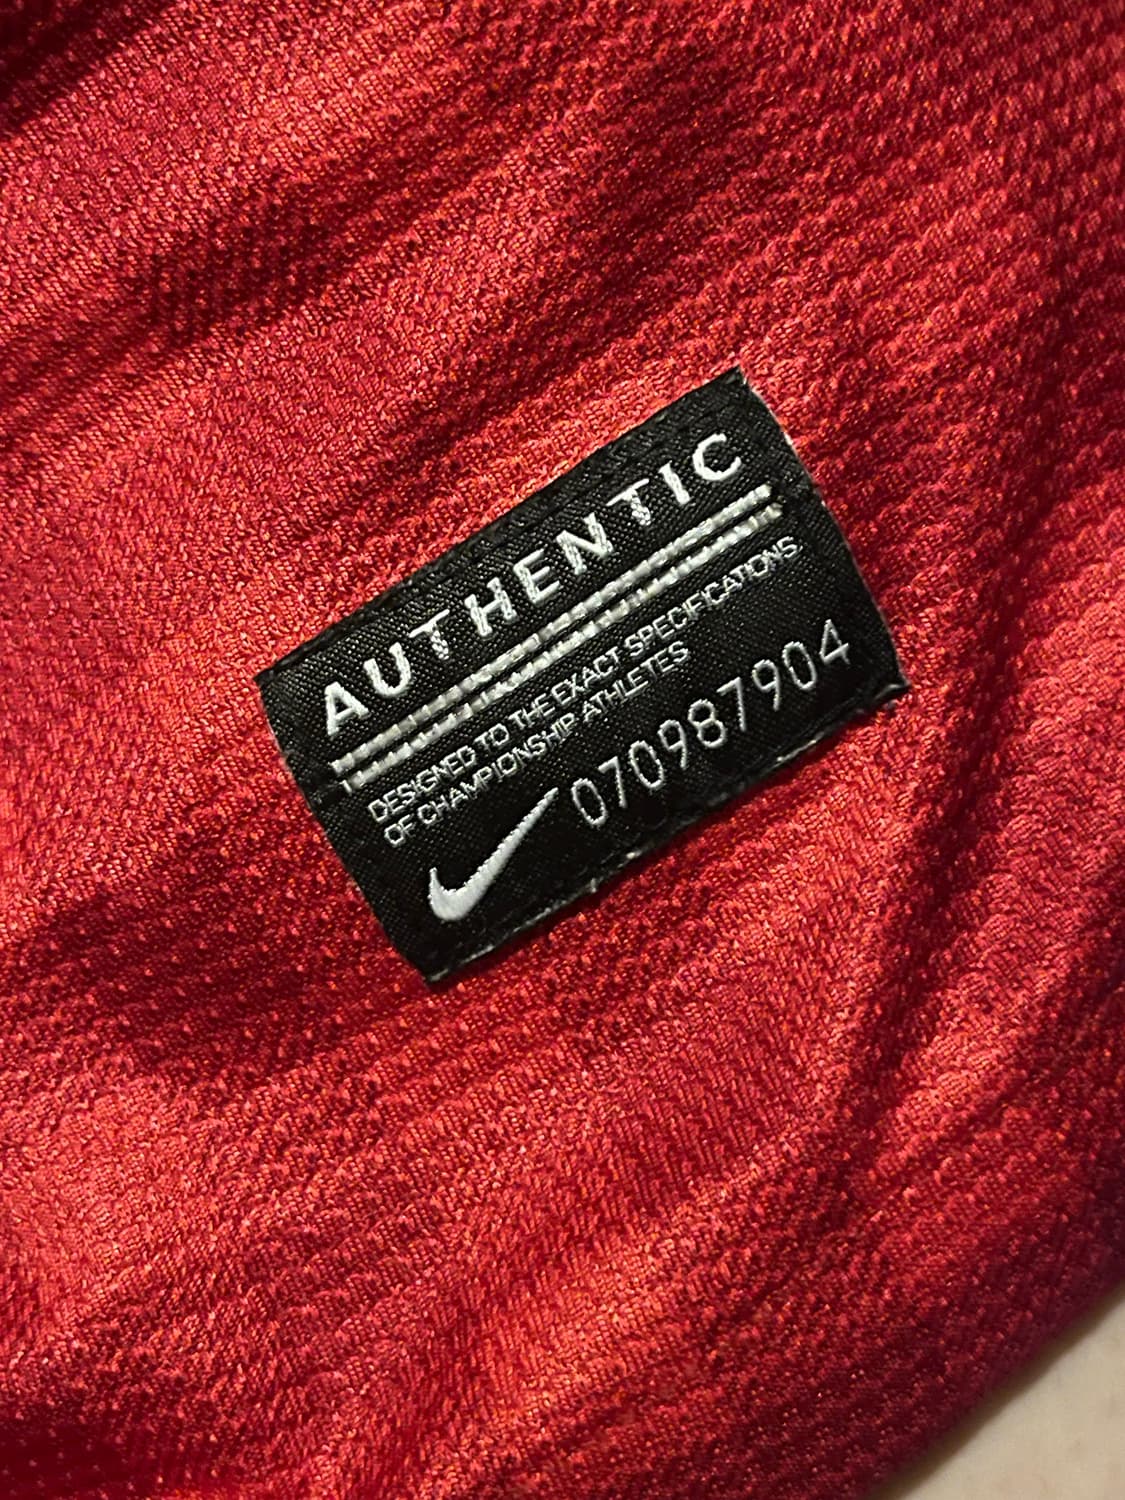 AUTHENTIC
DESIGNED TO THE EXACT SPECIFICATIONS
OF CHAMPIONSHIP ATHLETES
070987904